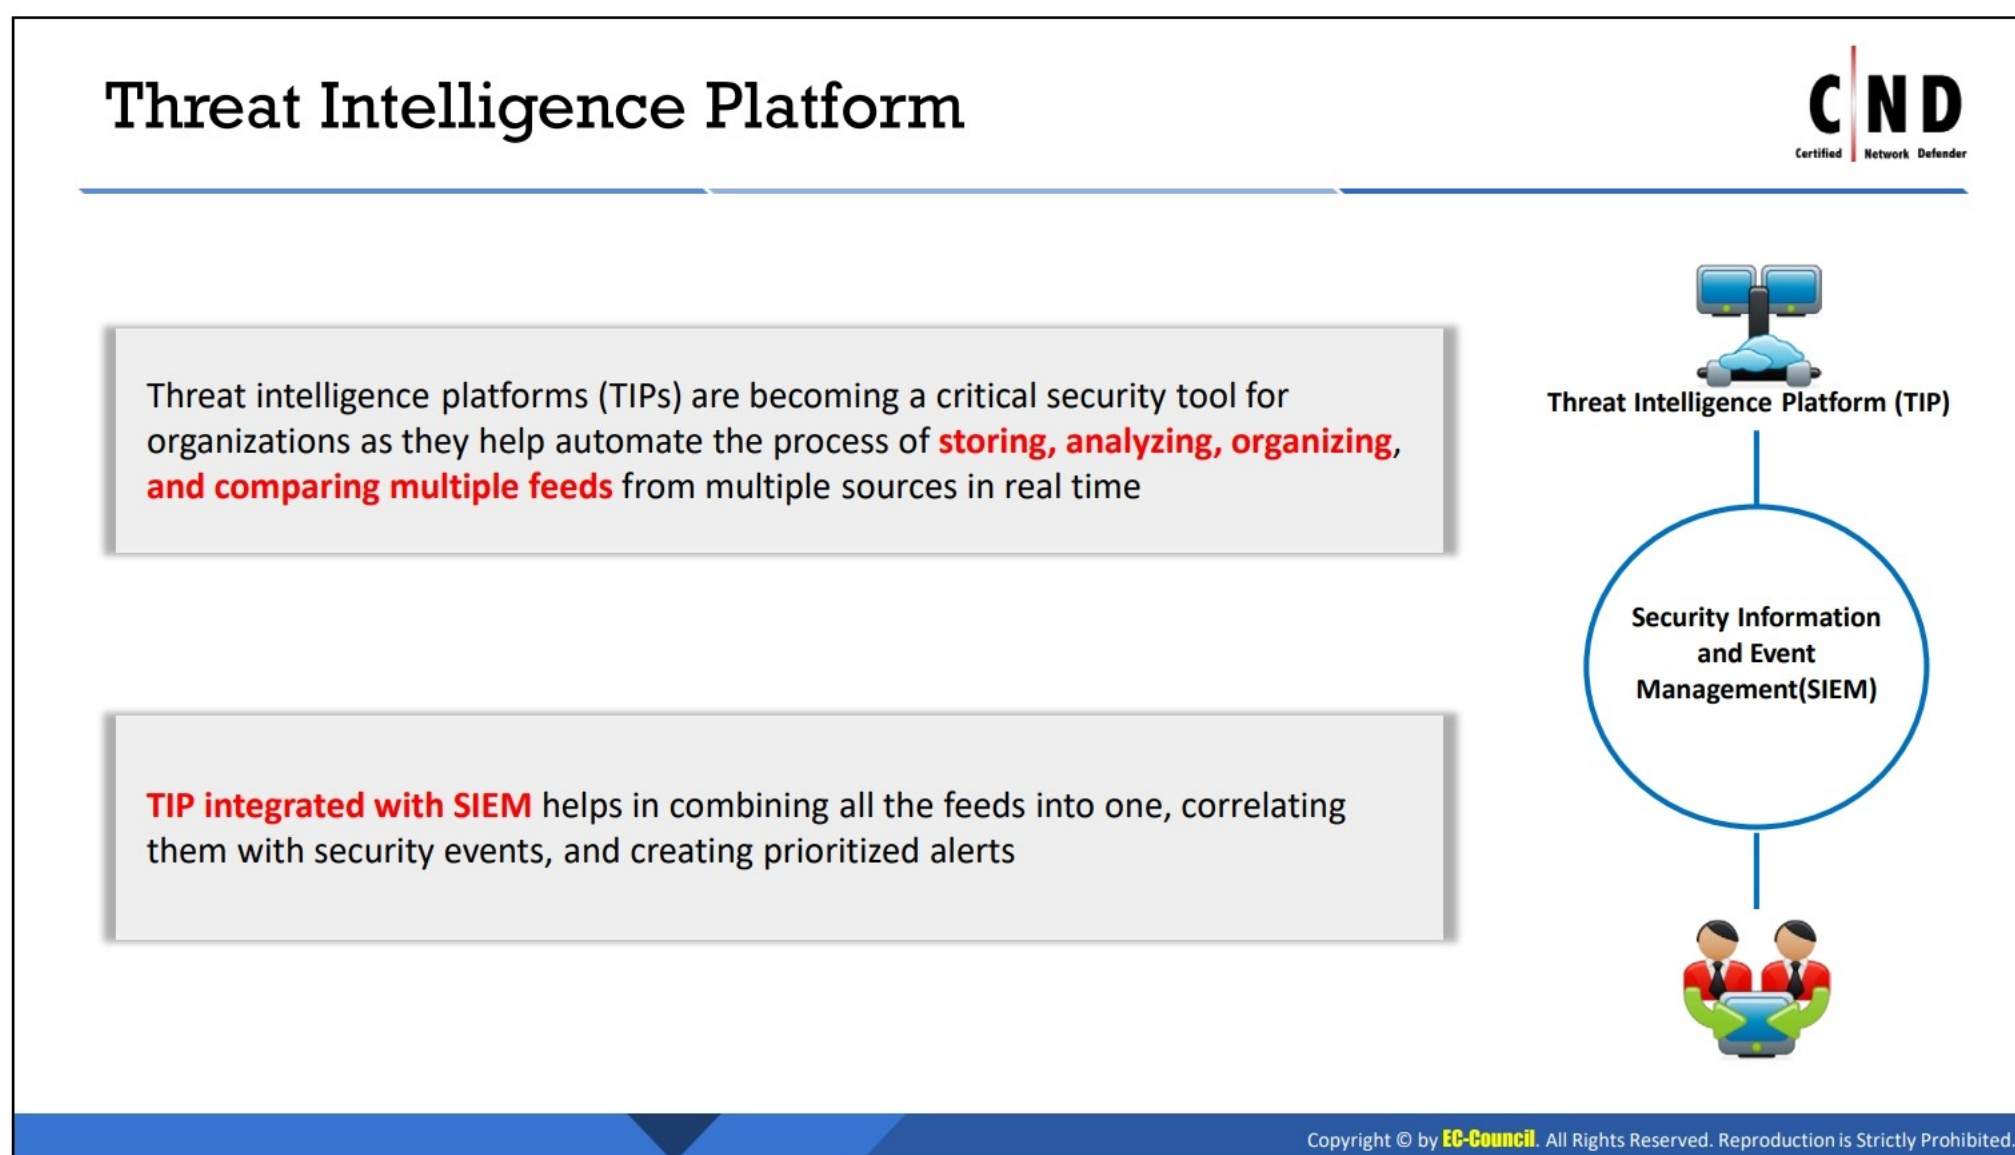 Threat Intelligence Platform
C|ND
Certified Network Defender
Threat intelligence platforms (TIPs) are becoming a critical security tool for
organizations as they help automate the process of storing, analyzing, organizing,
and comparing multiple feeds from multiple sources in real time
TIP integrated with SIEM helps in combining all the feeds into one, correlating
them with security events, and creating prioritized alerts
Threat Intelligence Platform (TIP)
Security Information
and Event
Management(SIEM)
Copyright © by EC-Council. All Rights Reserved. Reproduction is Strictly Prohibited.